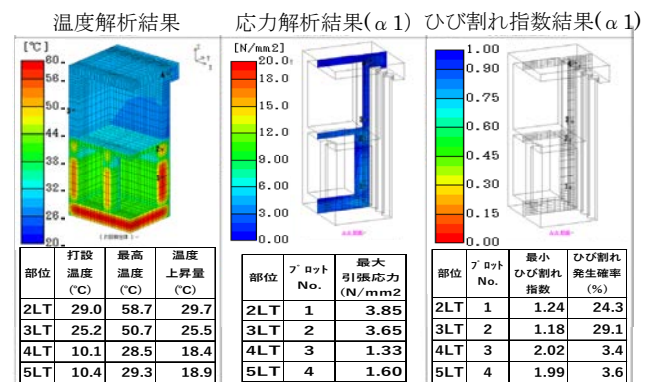 温度解析結果
応力解析結果(α1)
ひび割れ指数結果(α1)
[℃]
60.
56.
50.
44.
38.
32.
26.
20.
[N/mm2]
20.0
18.0
15.0
12.0
9.00
6.00
3.00
0.00
1.00
0.90
0.75
0.60
0.45
0.30
0.15
0.00
部位 打設温度(℃) 最高温度(℃) 温度上昇量(℃)
2LT 29.0 58.7 29.7
3LT 25.2 50.7 25.5
4LT 10.1 28.5 18.4
5LT 10.4 29.3 18.9
部位 プロットNo. 最大引張応力(N/mm2
2LT 1 3.85
3LT 2 3.65
4LT 3 1.33
5LT 4 1.60
部位 プロットNo. 最小ひび割れ指数 ひび割れ発生確率(%)
2LT 1 1.24 24.3
3LT 2 1.18 29.1
4LT 3 2.02 3.4
5LT 4 1.99 3.6